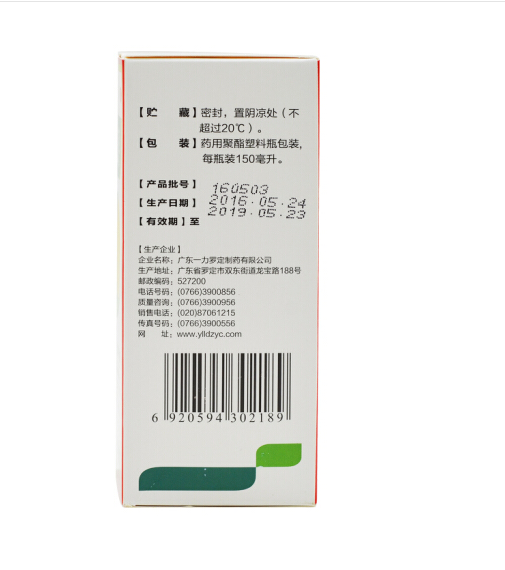 【贮　藏】密封，置阴凉处（不
超过20℃）。
【包　装】药用聚酯塑料瓶包装，
每瓶装150毫升。
【产品批号】 160503
【生产日期】 2016.05.24
【有效期】至 2019.05.23
【生产企业】
企业名称：广东一力罗定制药有限公司
生产地址：广东省罗定市双东街道龙宝路188号
邮政编码：527200
电话号码：(0766)3900856
质量咨询：(0766)3900956
销售电话：(020)87061215
传真号码：(0766)3900556
网　　址：www.ylldzyc.com
6 920594 302189